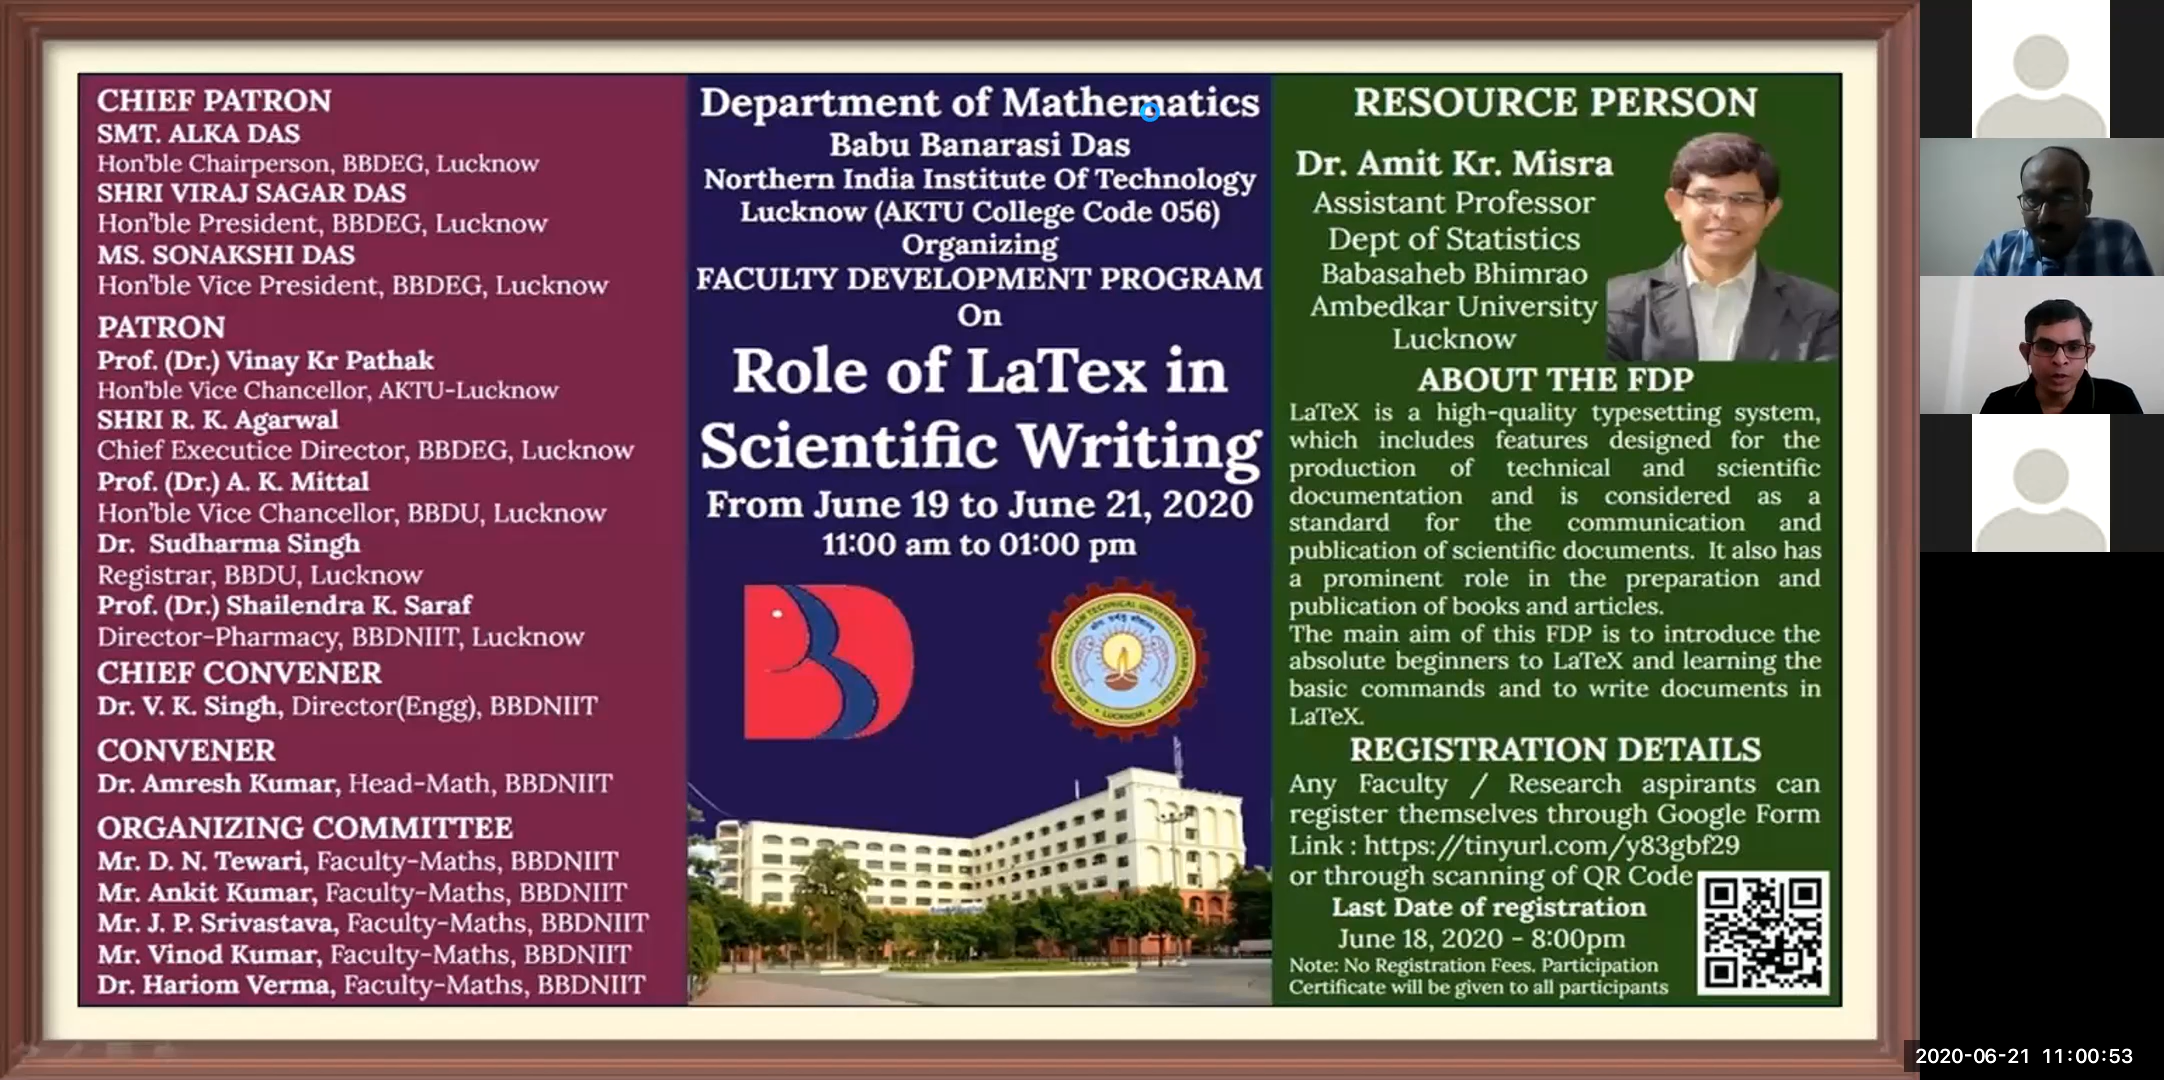 CHIEF PATRON
SMT. ALKA DAS
Hon'ble Chairperson, BBDEG, Lucknow
SHRI VIRAJ SAGAR DAS
Hon'ble President, BBDEG, Lucknow
MS. SONAKSHI DAS
Hon'ble Vice President, BBDEG, Lucknow
PATRON
Prof. (Dr.) Vinay Kr Pathak
Hon'ble Vice Chancellor, AKTU-Lucknow
SHRI R. K. Agarwal
Chief Executice Director, BBDEG, Lucknow
Prof. (Dr.) A. K. Mittal
Hon'ble Vice Chancellor, BBDU, Lucknow
Dr. Sudharma Singh
Registrar, BBDU, Lucknow
Prof. (Dr.) Shailendra K. Saraf
Director-Pharmacy, BBDNIIT, Lucknow
CHIEF CONVENER
Dr. V. K. Singh, Director(Engg), BBDNIIT
CONVENER
Dr. Amresh Kumar, Head-Math, BBDNIIT
ORGANIZING COMMITTEE
Mr. D. N. Tewari, Faculty-Maths, BBDNIIT
Mr. Ankit Kumar, Faculty-Maths, BBDNIIT
Mr. J. P. Srivastava, Faculty-Maths, BBDNIIT
Mr. Vinod Kumar, Faculty-Maths, BBDNIIT
Dr. Hariom Verma, Faculty-Maths, BBDNIIT
Department of Mathematics
Babu Banarasi Das
Northern India Institute Of Technology
Lucknow (AKTU College Code 056)
Organizing
FACULTY DEVELOPMENT PROGRAM
On
Role of LaTex in
Scientific Writing
From June 19 to June 21, 2020
11:00 am to 01:00 pm
LUCKNOW
RESOURCE PERSON
Dr. Amit Kr. Misra
Assistant Professor
Dept of Statistics
Babasaheb Bhimrao
Ambedkar University
Lucknow
ABOUT THE FDP
LaTeX is a high-quality typesetting system,
which includes features designed for the
production of technical and scientific
documentation and is considered as a
standard for the communication and
publication of scientific documents. It also has
a prominent role in the preparation and
publication of books and articles.
The main aim of this FDP is to introduce the
absolute beginners to LaTeX and learning the
basic commands and to write documents in
LaTeX.
REGISTRATION DETAILS
Any Faculty / Research aspirants can
register themselves through Google Form
Link : https://tinyurl.com/y83gbf29
or through scanning of QR Code
Last Date of registration
June 18, 2020 - 8:00pm
Note: No Registration Fees. Participation
Certificate will be given to all participants
2020-06-21 11:00:53